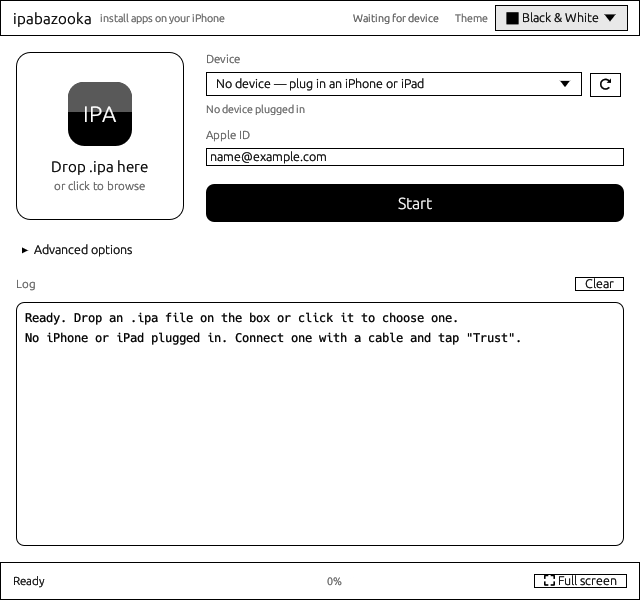 ipabazooka install apps on your iPhone Waiting for device Theme Black & White
Device
No device — plug in an iPhone or iPad
No device plugged in
Apple ID
name@example.com
IPA
Drop .ipa here
or click to browse
Start
Advanced options
Log Clear
Ready. Drop an .ipa file on the box or click it to choose one.
No iPhone or iPad plugged in. Connect one with a cable and tap "Trust".
Ready 0% Full screen